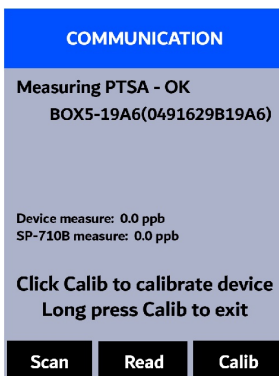 COMMUNICATION
Measuring PTSA - OK
BOX5-19A6(0491629B19A6)
Device measure: 0.0 ppb
SP-710B measure: 0.0 ppb
Click Calib to calibrate device
Long press Calib to exit
Scan Read Calib